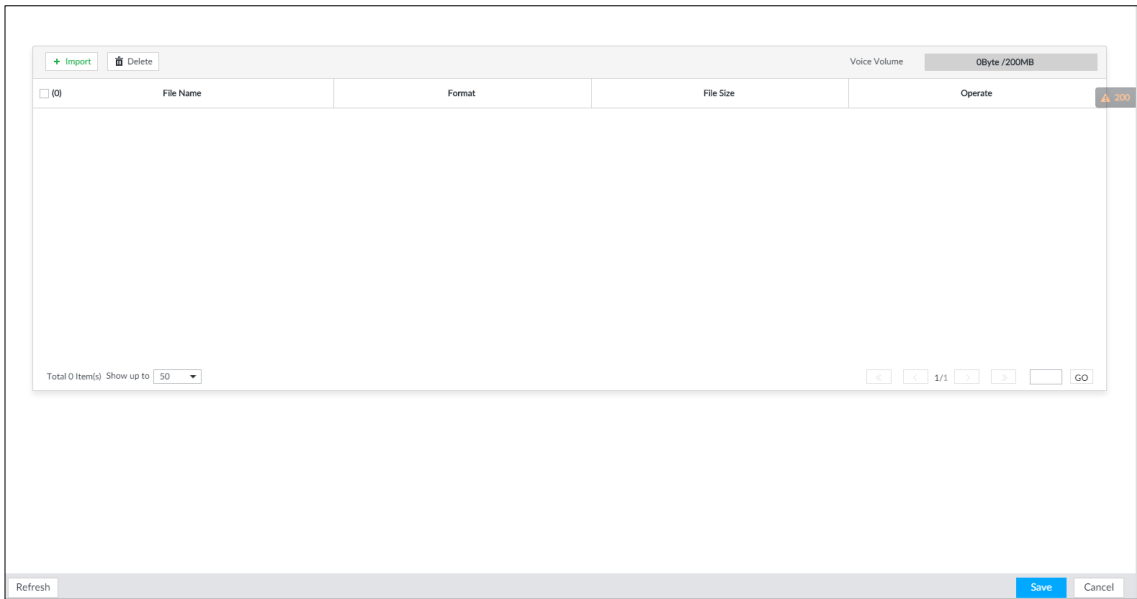 + Import Delete Voice Volume 0Byte /200MB
(0) File Name Format File Size Operate
200
Total 0 Item(s) Show up to 50 1/1 GO
Refresh Save Cancel